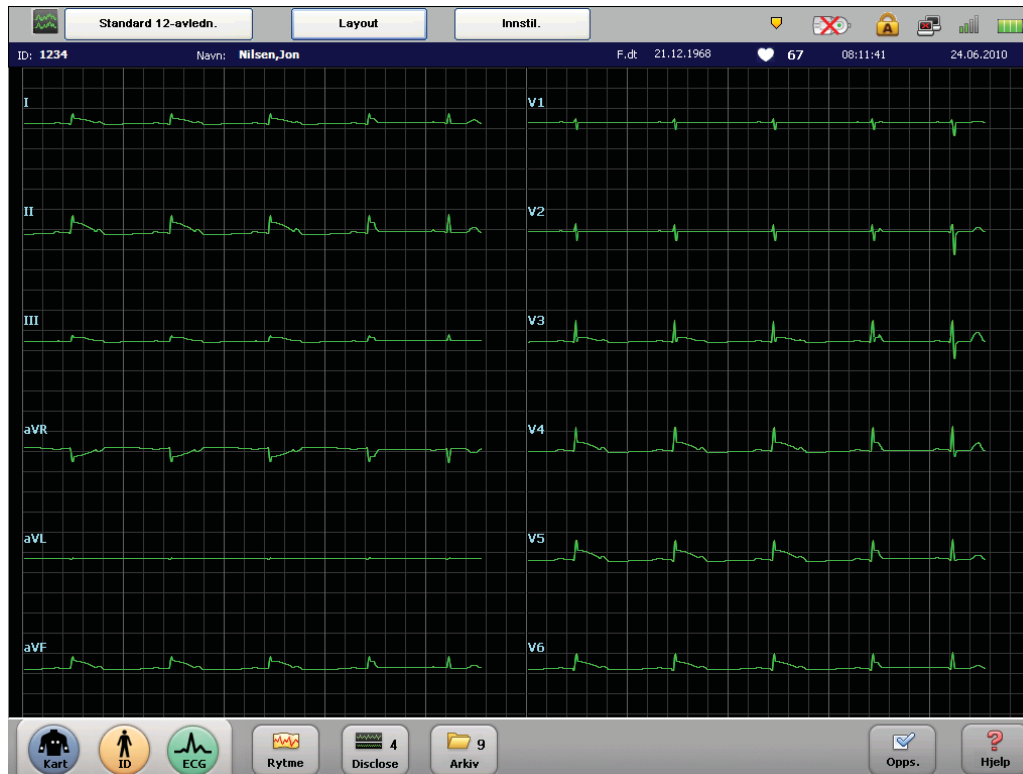 Standard 12-avledn. Layout Innstil. A
ID: 1234 Navn: Nilsen,Jon F.dt 21.12.1968 67 08:11:41 24.06.2010
I V1
II V2
III V3
aVR V4
aVL V5
aVF V6
Kart ID ECG Rytme Disclose 4 Arkiv 9 Opps. Hjelp